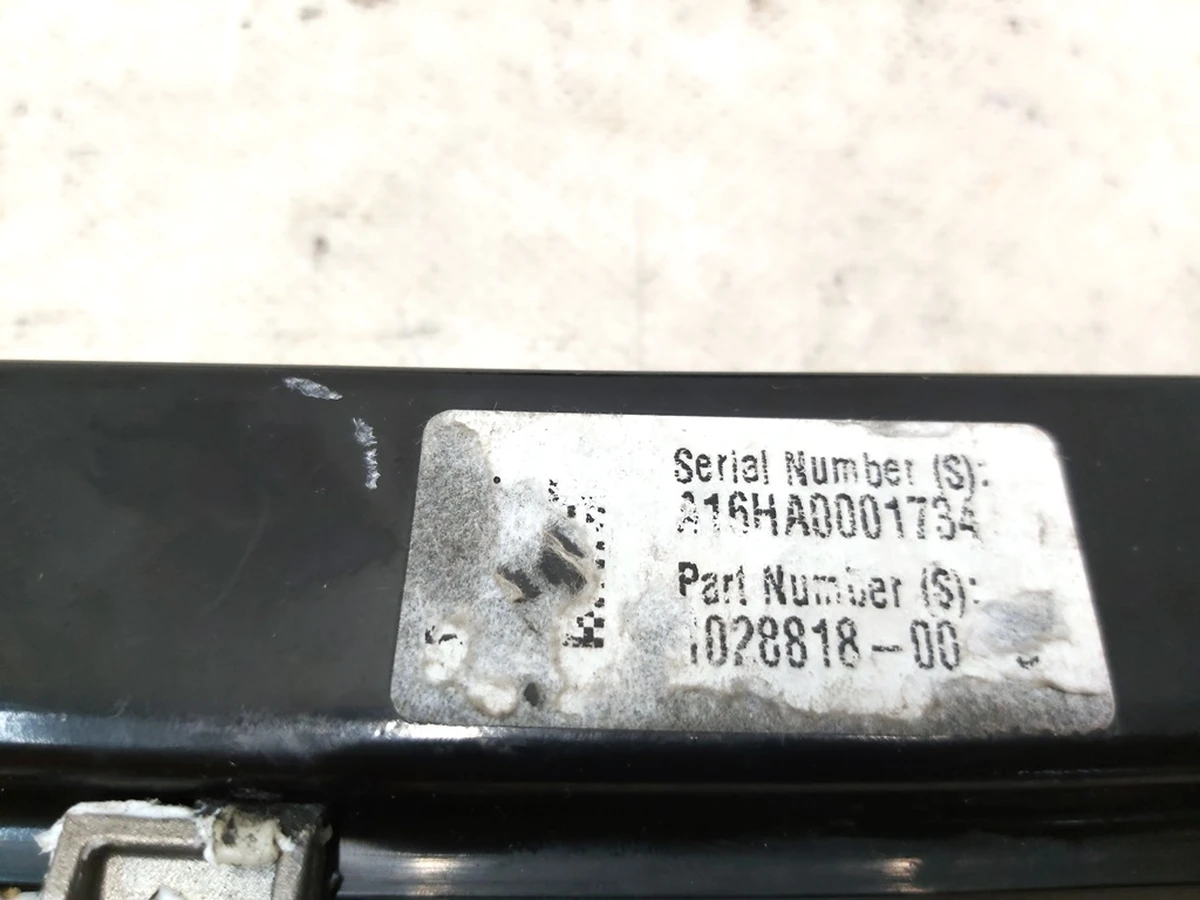 Serial Number (S):
A16HA0001734
Part Number (S):
1028818-00